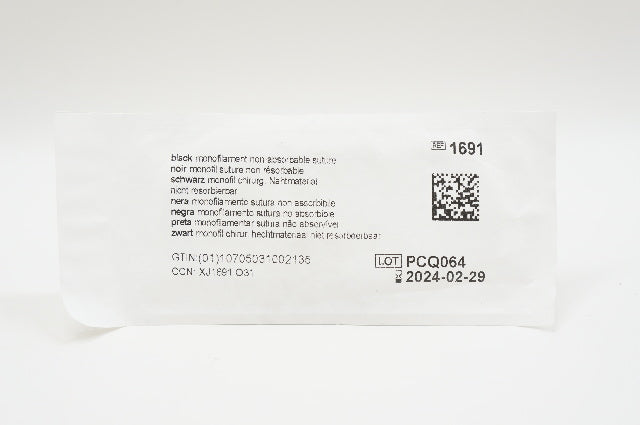 black monofilament non-absorbable suture
noir monofil suture non résorbable
schwarz monofil chirurg. Nahtmaterial
nicht resorbierbar
nera monofilamento sutura non assorbibile
negra monofilamento sutura no absorbible
preta monofilamentar sutura não absorvível
zwart monofil chirur. hechtmateriaal niet resorbeerbaar
GTIN:(01)10705031002135
CCN: XJ1691.O31
REF 1691
LOT PCQ064
2024-02-29